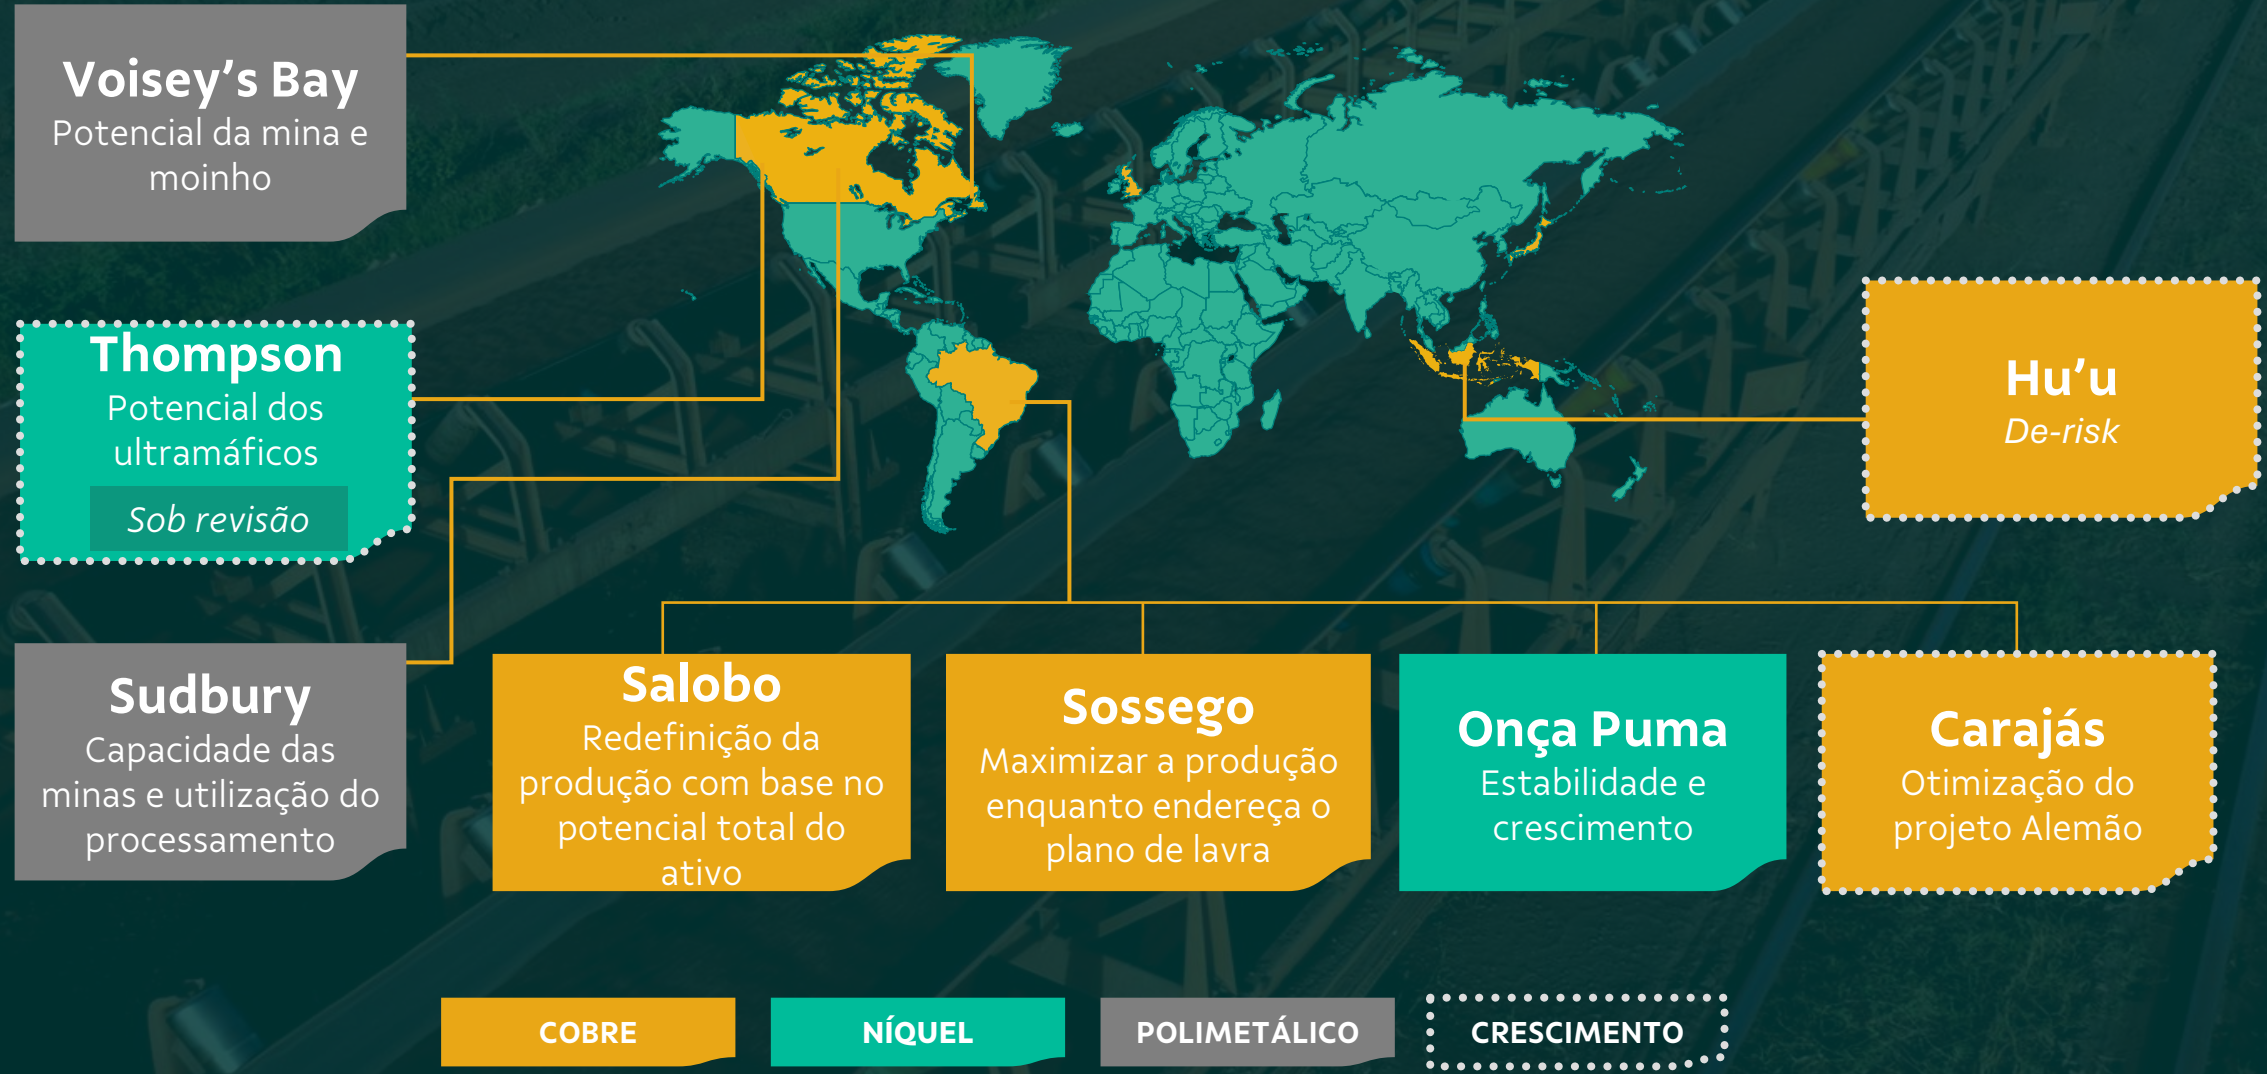 Voisey’s Bay
Potencial da mina e
moinho
Thompson
Potencial dos
ultramáficos
Sob revisão
Hu’u
De-risk
Sudbury
Capacidade das
minas e utilização do
processamento
Salobo
Redefinição da
produção com base no
potencial total do
ativo
Sossego
Maximizar a produção
enquanto endereça o
plano de lavra
Onça Puma
Estabilidade e
crescimento
Carajás
Otimização do
projeto Alemão
COBRE
NÍQUEL
POLIMETÁLICO
CRESCIMENTO